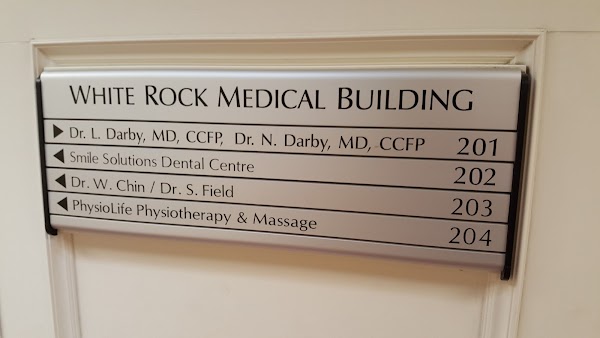 WHITE ROCK MEDICAL BUILDING
Dr. L. Darby, MD, CCFP, Dr. N. Darby, MD, CCFP 201
Smile Solutions Dental Centre 202
Dr. W. Chin / Dr. S. Field 203
PhysioLife Physiotherapy & Massage 204